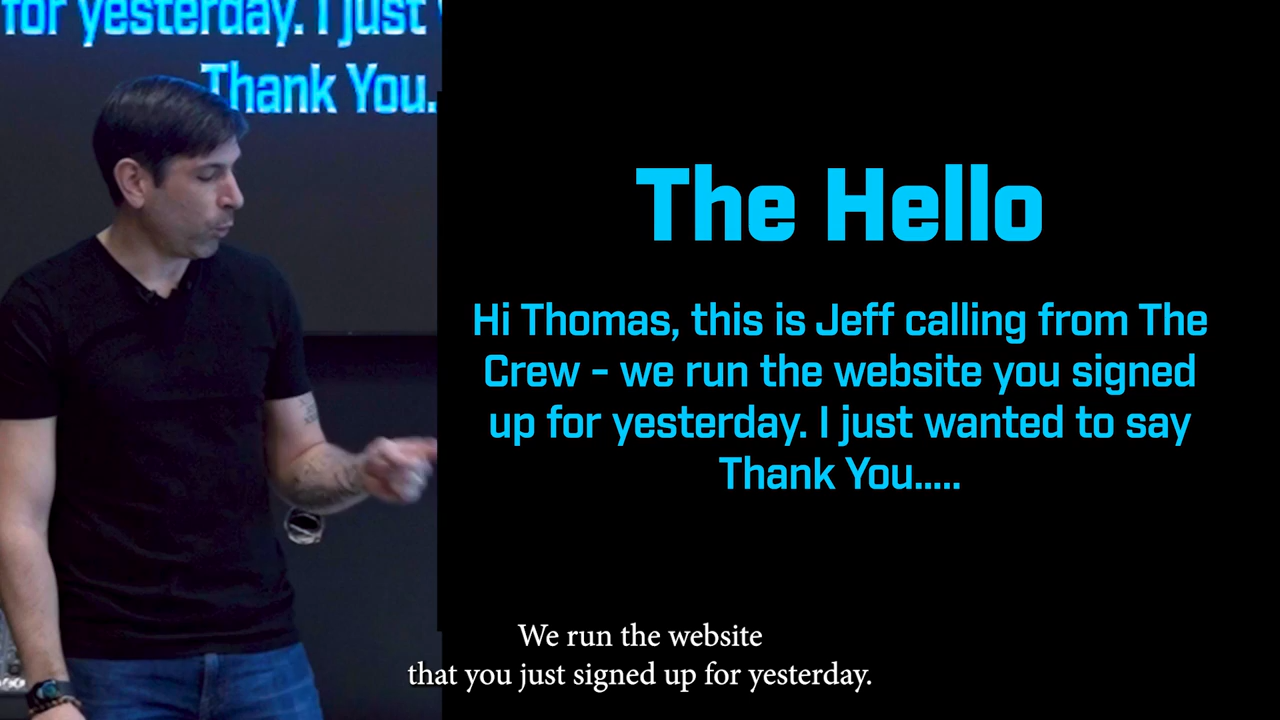 for yesterday. I just
Thank You.
The Hello
Hi Thomas, this is Jeff calling from The
Crew - we run the website you signed
up for yesterday. I just wanted to say
Thank You.....
We run the website
that you just signed up for yesterday.